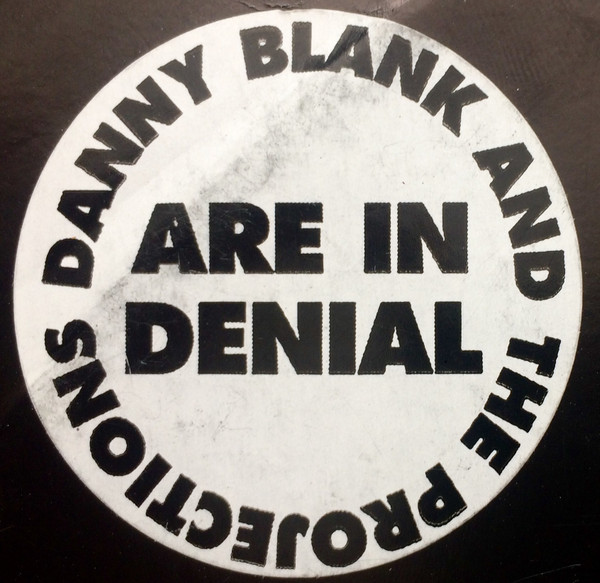 DANNY BLANK AND THE PROJECTIONS
ARE IN
DENIAL